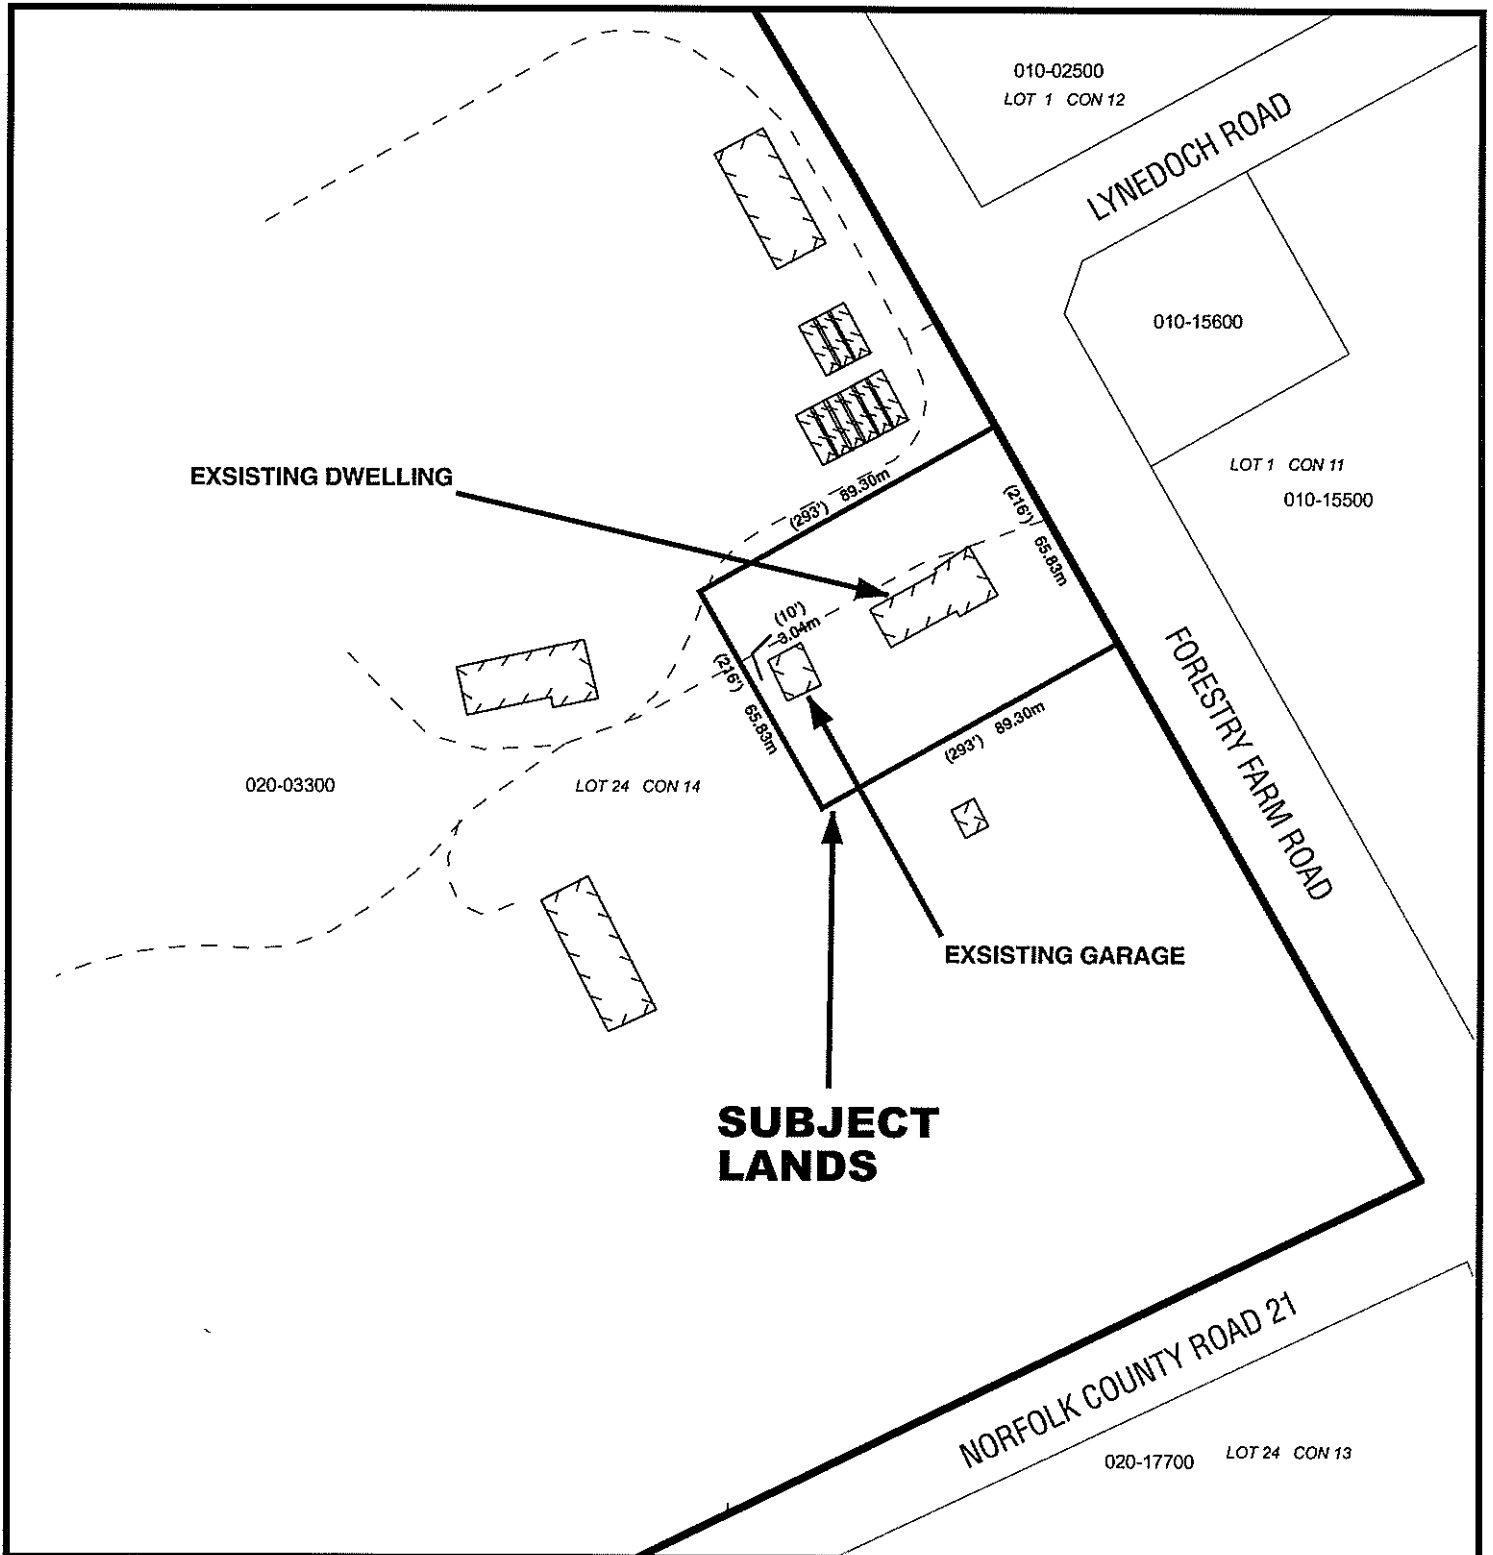 010-02500
LOT 1 CON 12
LYNEDOCH ROAD
010-15600
LOT 1 CON 11
010-15500
EXSISTING DWELLING
(293') 89.30m
(216') 65.83m
(10')
3.04m
(216') 65.83m
(293') 89.30m
FORESTRY FARM ROAD
020-03300
LOT 24 CON 14
EXSISTING GARAGE
SUBJECT
LANDS
NORFOLK COUNTY ROAD 21
020-17700
LOT 24 CON 13